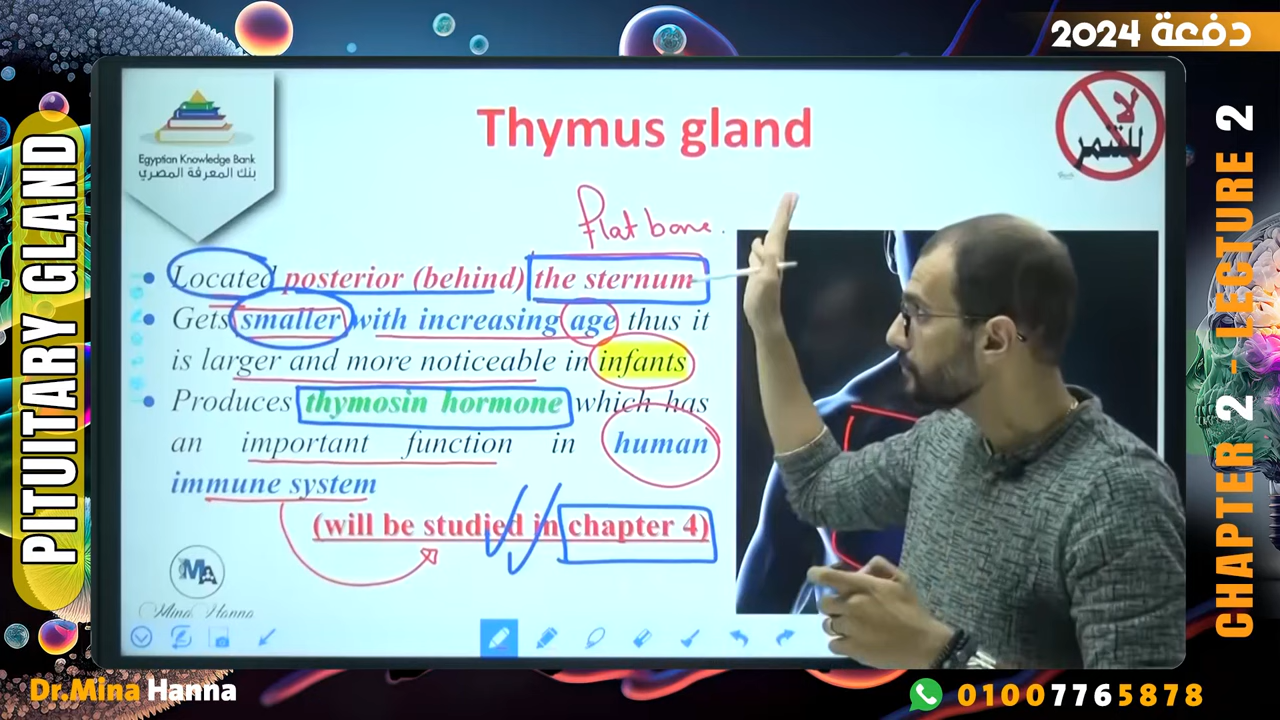 دفعة 2024
PITUTARY GLAND
Egyptian Knowledge Bank
بنك المعرفة المصري
Thymus gland
لا
للتنمر
flat bone.
• Located posterior (behind) the sternum
• Gets smaller with increasing age thus it
is larger and more noticeable in infants
• Produces thymosin hormone which has
an important function in human
immune system
(will be studied in chapter 4)
MA
Mina Hanna
CHAPTER 2 - LECTURE 2
Dr.Mina Hanna
01007765878